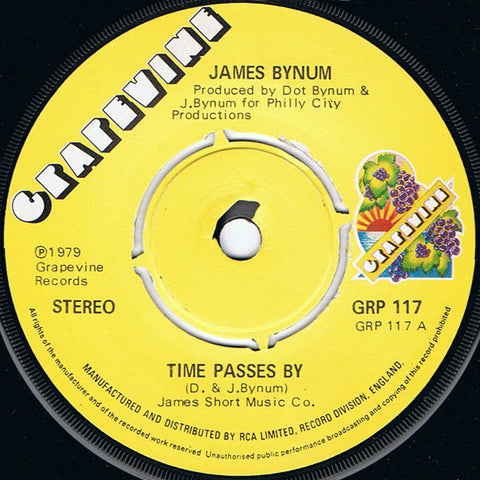 GRAPEVINE
JAMES BYNUM
Produced by Dot Bynum &
J.Bynum for Philly City
Productions
GRAPEVINE
℗1979
Grapevine
Records
STEREO
GRP 117
GRP 117 A
TIME PASSES BY
(D. & J.Bynum)
James Short Music Co.
MANUFACTURED AND DISTRIBUTED BY RCA LIMITED, RECORD DIVISION, ENGLAND.
All rights of the manufacturer and of the owner of the recorded work reserved Unauthorised public performance broadcasting and copying of this record prohibited